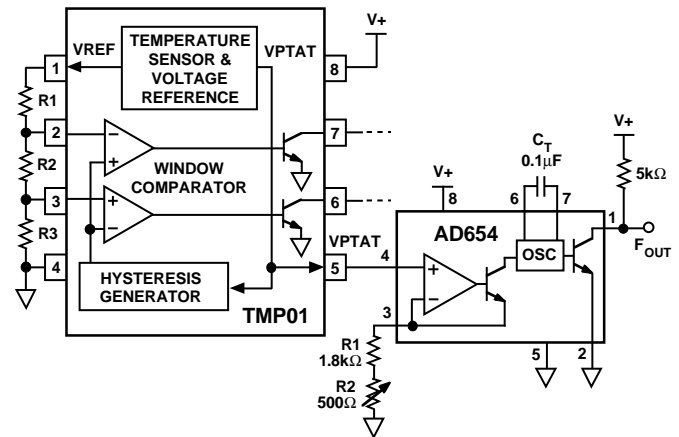 V+
TEMPERATURE
SENSOR &
VOLTAGE
REFERENCE
VREF
VPTAT
1
8
R1
2
7
R2
WINDOW
COMPARATOR
3
6
R3
VPTAT
4
5
HYSTERESIS
GENERATOR
TMP01
V+
8
CT
0.1μF
6
7
V+
5kΩ
1
FOUT
AD654
OSC
4
3
R1
1.8kΩ
R2
500Ω
5
2